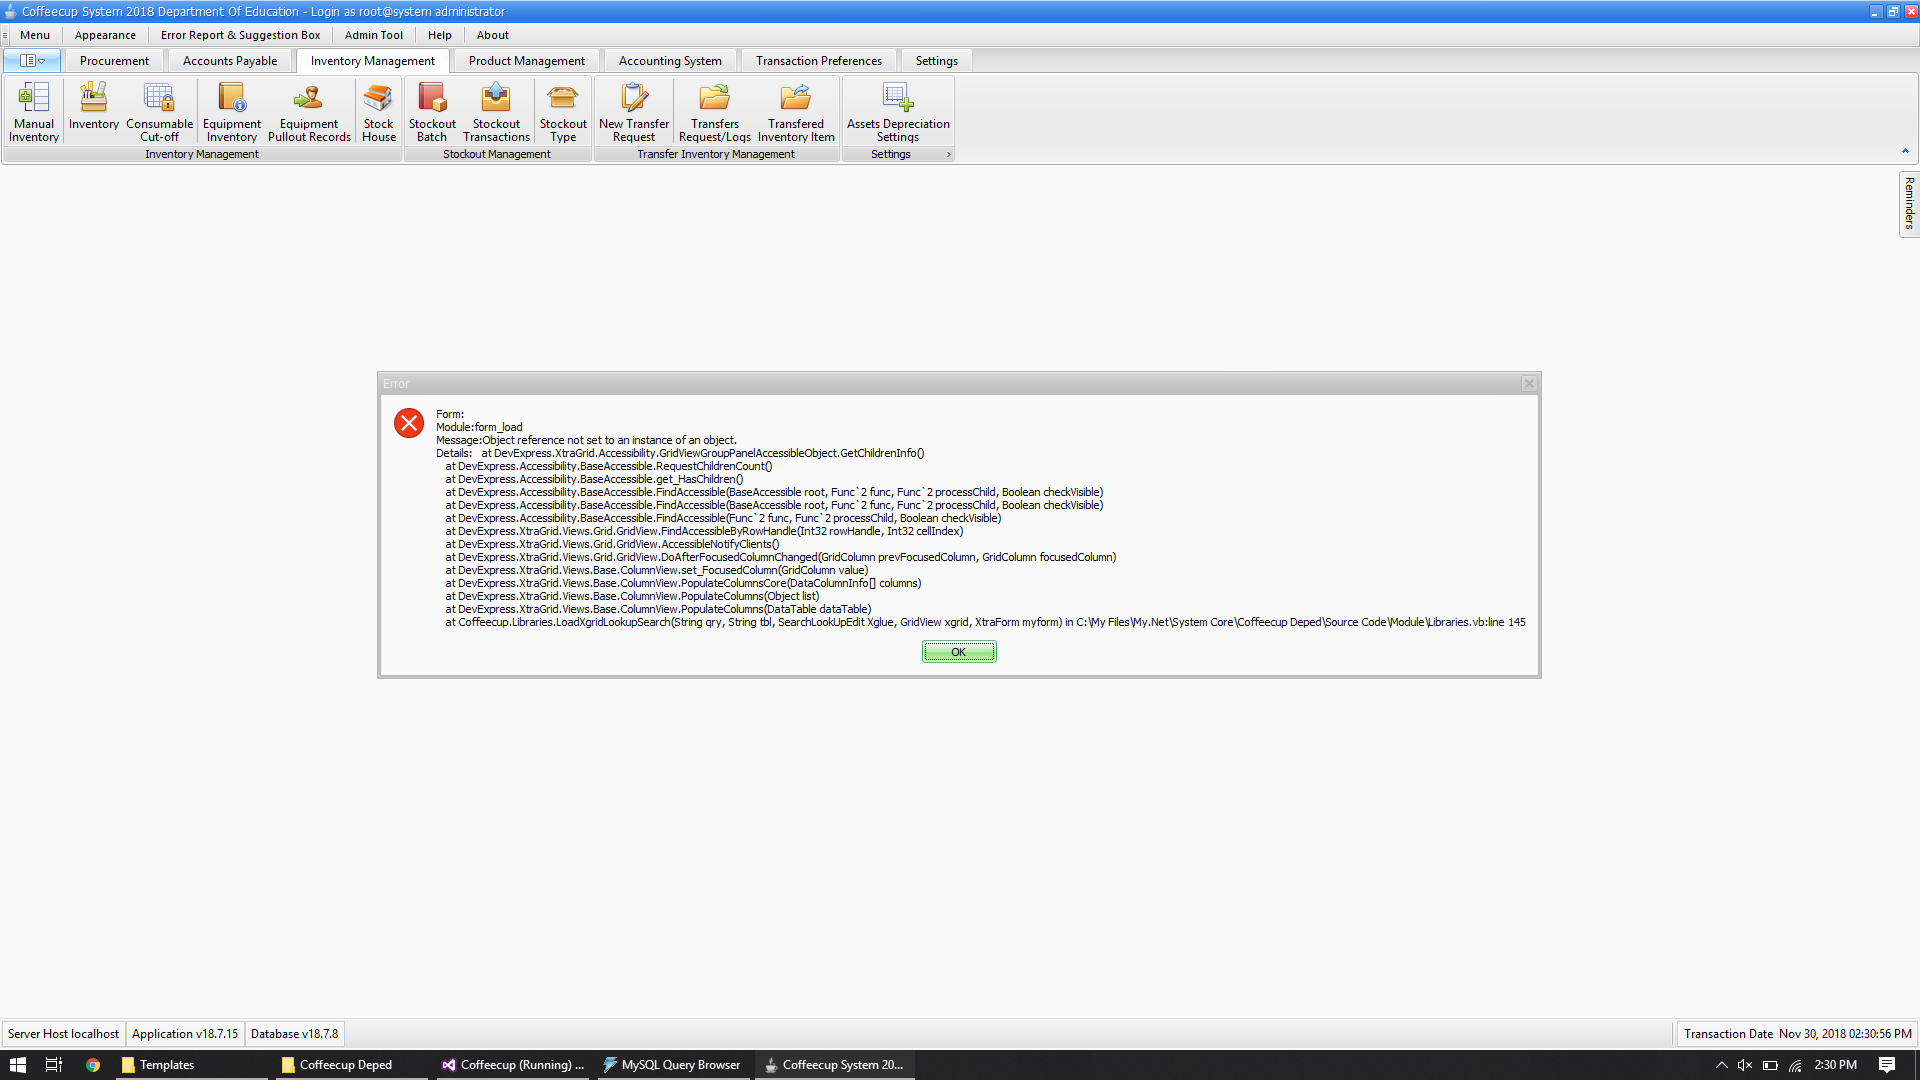 Coffeecup System 2018 Department Of Education - Login as root@system administrator
Menu Appearance Error Report & Suggestion Box Admin Tool Help About
Procurement Accounts Payable Inventory Management Product Management Accounting System Transaction Preferences Settings
Manual Inventory
Inventory
Consumable Cut-off
Equipment Inventory
Equipment Pullout Records
Stock House
Stockout Batch
Stockout Transactions
Stockout Type
New Transfer Request
Transfers Request/Logs
Transfered Inventory Item
Assets Depreciation Settings
Inventory Management Stockout Management Transfer Inventory Management Settings
Reminders
Error
Form:
Module:form_load
Message:Object reference not set to an instance of an object.
Details:   at DevExpress.XtraGrid.Accessibility.GridViewGroupPanelAccessibleObject.GetChildrenInfo()
at DevExpress.Accessibility.BaseAccessible.RequestChildrenCount()
at DevExpress.Accessibility.BaseAccessible.get_HasChildren()
at DevExpress.Accessibility.BaseAccessible.FindAccessible(BaseAccessible root, Func`2 func, Func`2 processChild, Boolean checkVisible)
at DevExpress.Accessibility.BaseAccessible.FindAccessible(BaseAccessible root, Func`2 func, Func`2 processChild, Boolean checkVisible)
at DevExpress.Accessibility.BaseAccessible.FindAccessible(Func`2 func, Func`2 processChild, Boolean checkVisible)
at DevExpress.XtraGrid.Views.Grid.GridView.FindAccessibleByRowHandle(Int32 rowHandle, Int32 cellIndex)
at DevExpress.XtraGrid.Views.Grid.GridView.AccessibleNotifyClients()
at DevExpress.XtraGrid.Views.Grid.GridView.DoAfterFocusedColumnChanged(GridColumn prevFocusedColumn, GridColumn focusedColumn)
at DevExpress.XtraGrid.Views.Base.ColumnView.set_FocusedColumn(GridColumn value)
at DevExpress.XtraGrid.Views.Base.ColumnView.PopulateColumnsCore(DataColumnInfo[] columns)
at DevExpress.XtraGrid.Views.Base.ColumnView.PopulateColumns(Object list)
at DevExpress.XtraGrid.Views.Base.ColumnView.PopulateColumns(DataTable dataTable)
at Coffeecup.Libraries.LoadXgridLookupSearch(String qry, String tbl, SearchLookUpEdit Xglue, GridView xgrid, XtraForm myform) in C:\My Files\My.Net\System Core\Coffeecup Deped\Source Code\Module\Libraries.vb:line 145
OK
Server Host localhost Application v18.7.15 Database v18.7.8 Transaction Date Nov 30, 2018 02:30:56 PM
Templates Coffeecup Deped Coffeecup (Running) ... MySQL Query Browser Coffeecup System 20... 2:30 PM